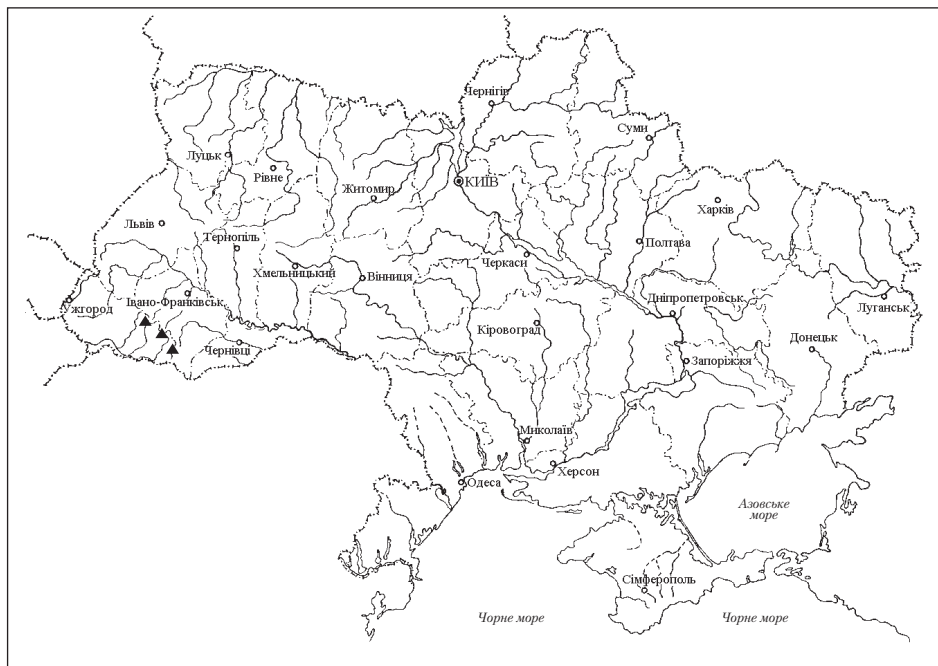 Чернігів
Суми
Луцьк
Рівне
КИЇВ
Житомир
Харків
Львів
Тернопіль
Полтава
Черкаси
Хмельницький
Вінниця
Ужгород
Івано-Франківськ
Дніпропетровськ
Луганськ
Кіровоград
Донецьк
Чернівці
Запоріжжя
Миколаїв
Херсон
Одеса
Азовське
море
Сімферополь
Чорне море
Чорне море